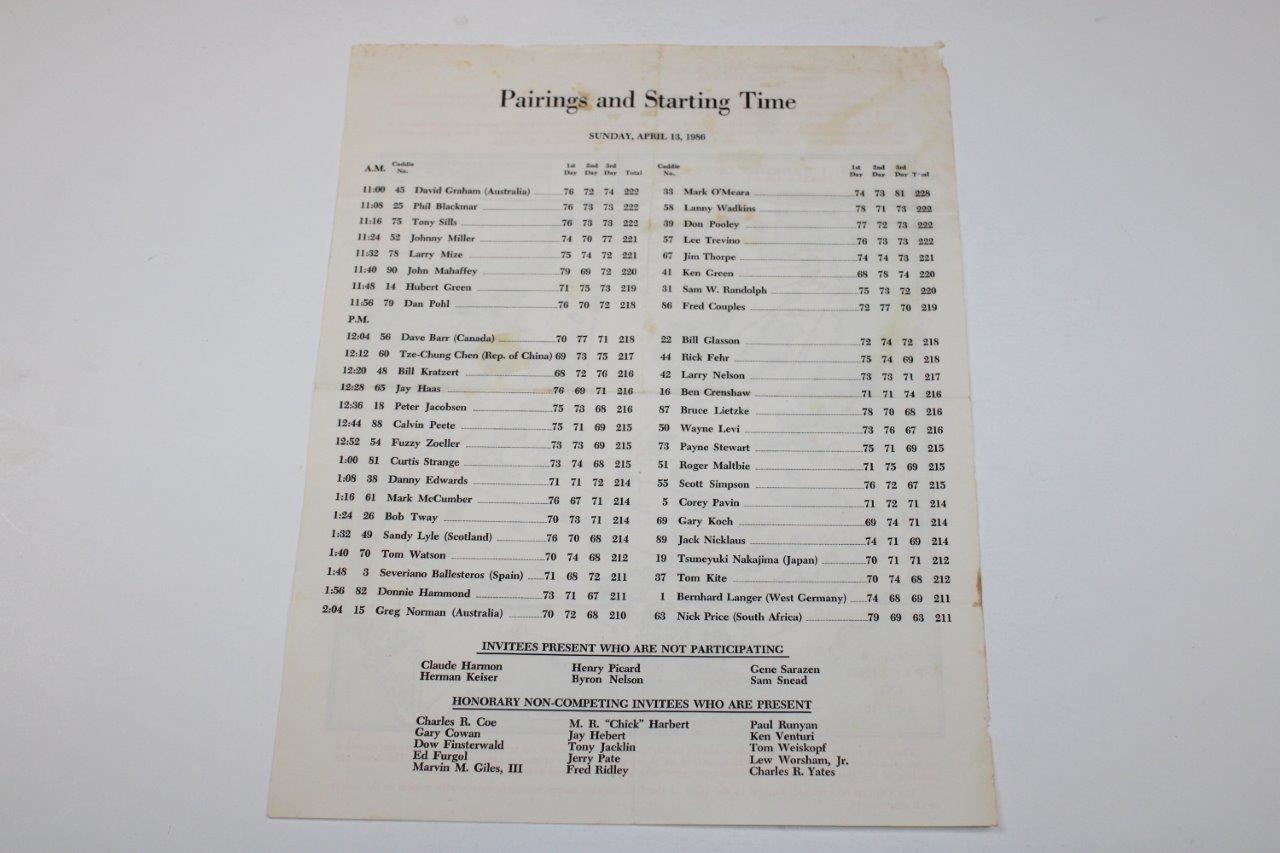 Pairings and Starting Time
SUNDAY, APRIL 13, 1986
A.M. Caddie No. 1st Day 2nd Day 3rd Day Total Caddie No. 1st Day 2nd Day 3rd Day Total
11:00 45 David Graham (Australia) 76 72 74 222 33 Mark O'Meara 74 73 81 228
11:08 25 Phil Blackmar 76 73 73 222 58 Lanny Wadkins 78 71 73 222
11:16 75 Tony Sills 76 73 73 222 39 Don Pooley 77 72 73 222
11:24 52 Johnny Miller 74 70 77 221 57 Lee Trevino 76 73 73 222
11:32 78 Larry Mize 75 74 72 221 67 Jim Thorpe 74 74 73 221
11:40 90 John Mahaffey 79 69 72 220 41 Ken Green 68 78 74 220
11:48 14 Hubert Green 71 75 73 219 31 Sam W. Randolph 75 73 72 220
11:56 79 Dan Pohl 76 70 72 218 86 Fred Couples 72 77 70 219
P.M.
12:04 56 Dave Barr (Canada) 70 77 71 218 22 Bill Glasson 72 74 72 218
12:12 60 Tze-Chung Chen (Rep. of China) 69 73 75 217 44 Rick Fehr 75 74 69 218
12:20 48 Bill Kratzert 68 72 76 216 42 Larry Nelson 73 73 71 217
12:28 65 Jay Haas 76 69 71 216 16 Ben Crenshaw 71 71 74 216
12:36 18 Peter Jacobsen 75 73 68 216 87 Bruce Lietzke 78 70 68 216
12:44 88 Calvin Peete 75 71 69 215 50 Wayne Levi 73 76 67 216
12:52 54 Fuzzy Zoeller 73 73 69 215 73 Payne Stewart 75 71 69 215
1:00 81 Curtis Strange 73 74 68 215 51 Roger Maltbie 71 75 69 215
1:08 38 Danny Edwards 71 71 72 214 55 Scott Simpson 76 72 67 215
1:16 61 Mark McCumber 76 67 71 214 5 Corey Pavin 71 72 71 214
1:24 26 Bob Tway 70 73 71 214 69 Gary Koch 69 74 71 214
1:32 49 Sandy Lyle (Scotland) 76 70 68 214 89 Jack Nicklaus 74 71 69 214
1:40 70 Tom Watson 70 74 68 212 19 Tsuneyuki Nakajima (Japan) 70 71 71 212
1:48 3 Severiano Ballesteros (Spain) 71 68 72 211 37 Tom Kite 70 74 68 212
1:56 82 Donnie Hammond 73 71 67 211 1 Bernhard Langer (West Germany) 74 68 69 211
2:04 15 Greg Norman (Australia) 70 72 68 210 63 Nick Price (South Africa) 79 69 63 211
INVITEES PRESENT WHO ARE NOT PARTICIPATING
Claude Harmon Henry Picard Gene Sarazen
Herman Keiser Byron Nelson Sam Snead
HONORARY NON-COMPETING INVITEES WHO ARE PRESENT
Charles R. Coe M. R. "Chick" Harbert Paul Runyan
Gary Cowan Jay Hebert Ken Venturi
Dow Finsterwald Tony Jacklin Tom Weiskopf
Ed Furgol Jerry Pate Lew Worsham, Jr.
Marvin M. Giles, III Fred Ridley Charles R. Yates